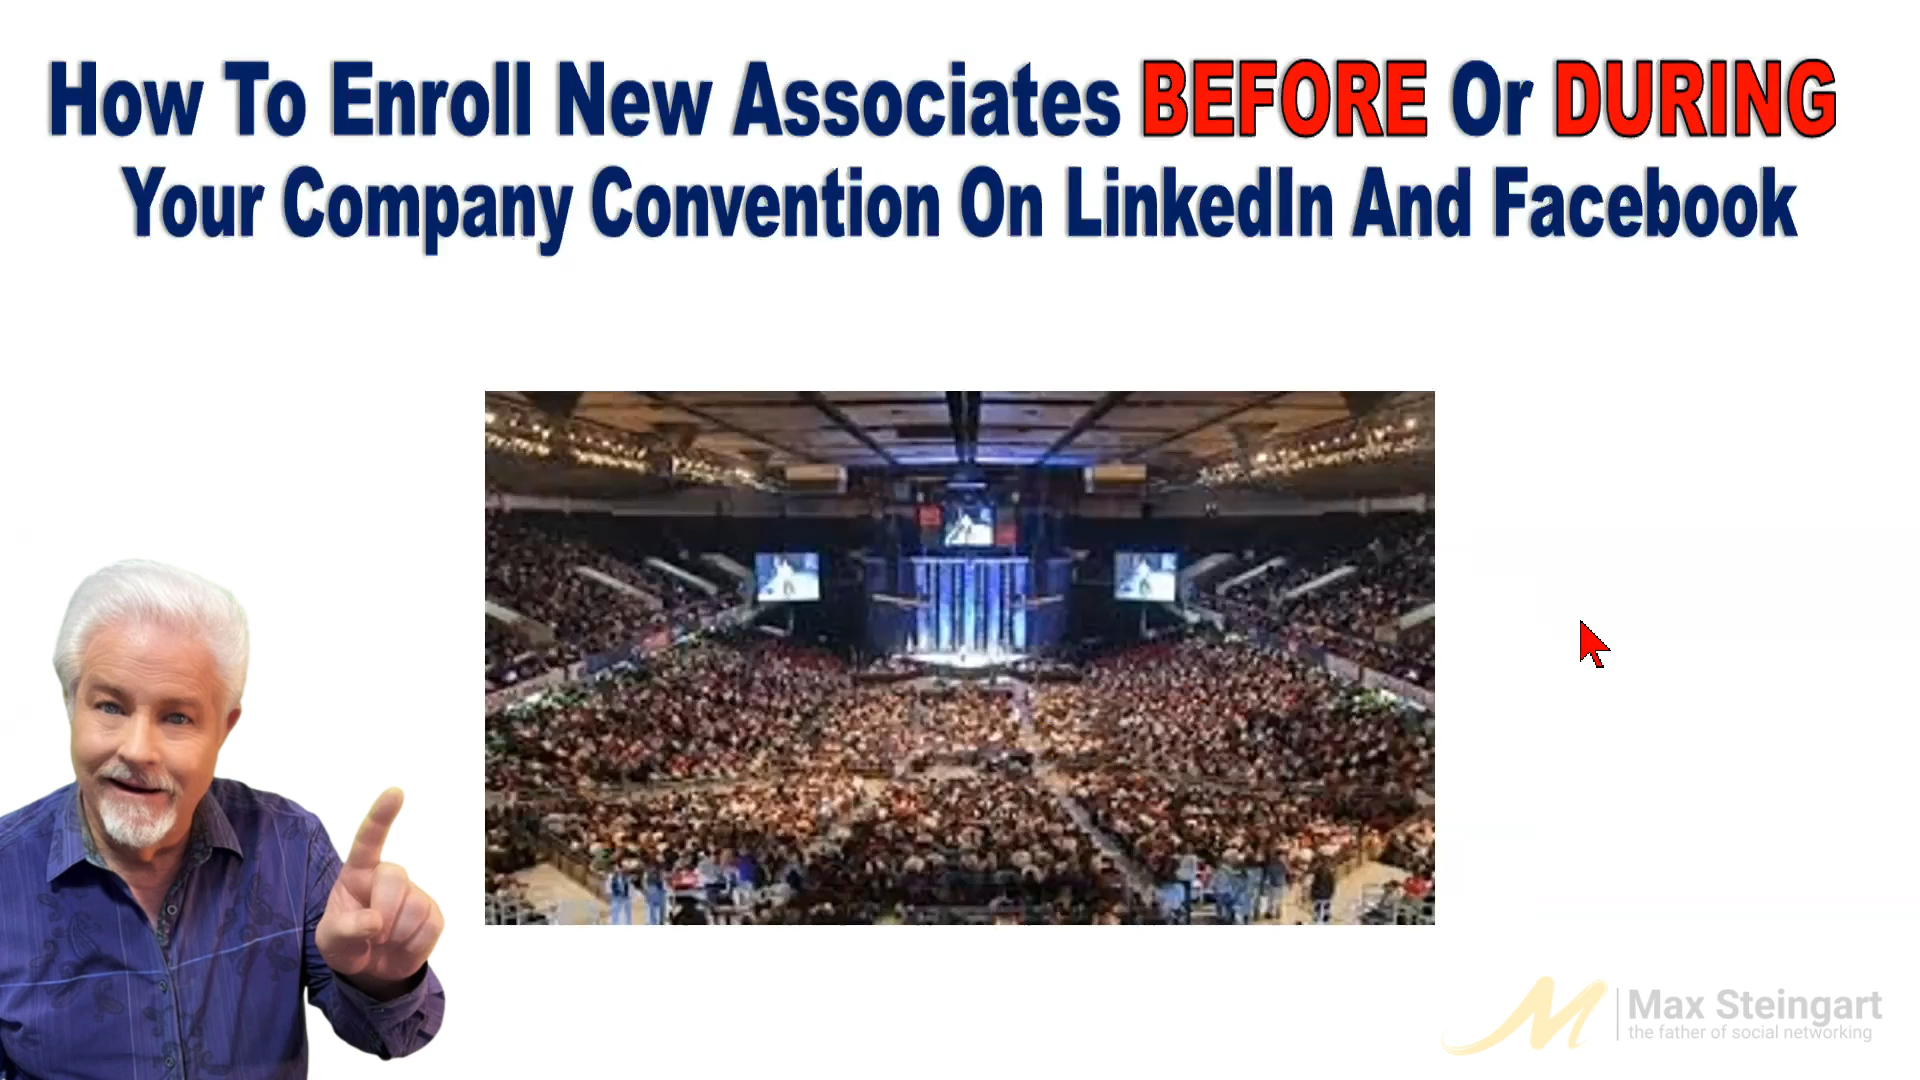 How To Enroll New Associates BEFORE Or DURING
Your Company Convention On LinkedIn And Facebook
Max Steingart
the father of social networking